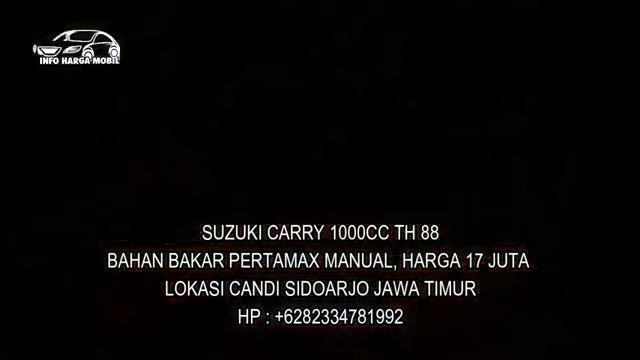 INFO HARGA MOBIL
SUZUKI CARRY 1000CC TH 88
BAHAN BAKAR PERTAMAX MANUAL, HARGA 17 JUTA
LOKASI CANDI SIDOARJO JAWA TIMUR
HP : +6282334781992